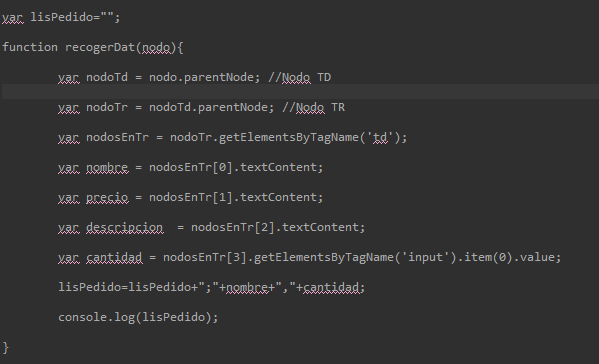 var lisPedido="";
function recogerDat(nodo){
var nodoTd = nodo.parentNode; //Nodo TD
var nodoTr = nodoTd.parentNode; //Nodo TR
var nodosEnTr = nodoTr.getElementsByTagName('td');
var nombre = nodosEnTr[0].textContent;
var precio = nodosEnTr[1].textContent;
var descripcion  = nodosEnTr[2].textContent;
var cantidad = nodosEnTr[3].getElementsByTagName('input').item(0).value;
lisPedido=lisPedido+";"+nombre+","+cantidad;
console.log(lisPedido);
}